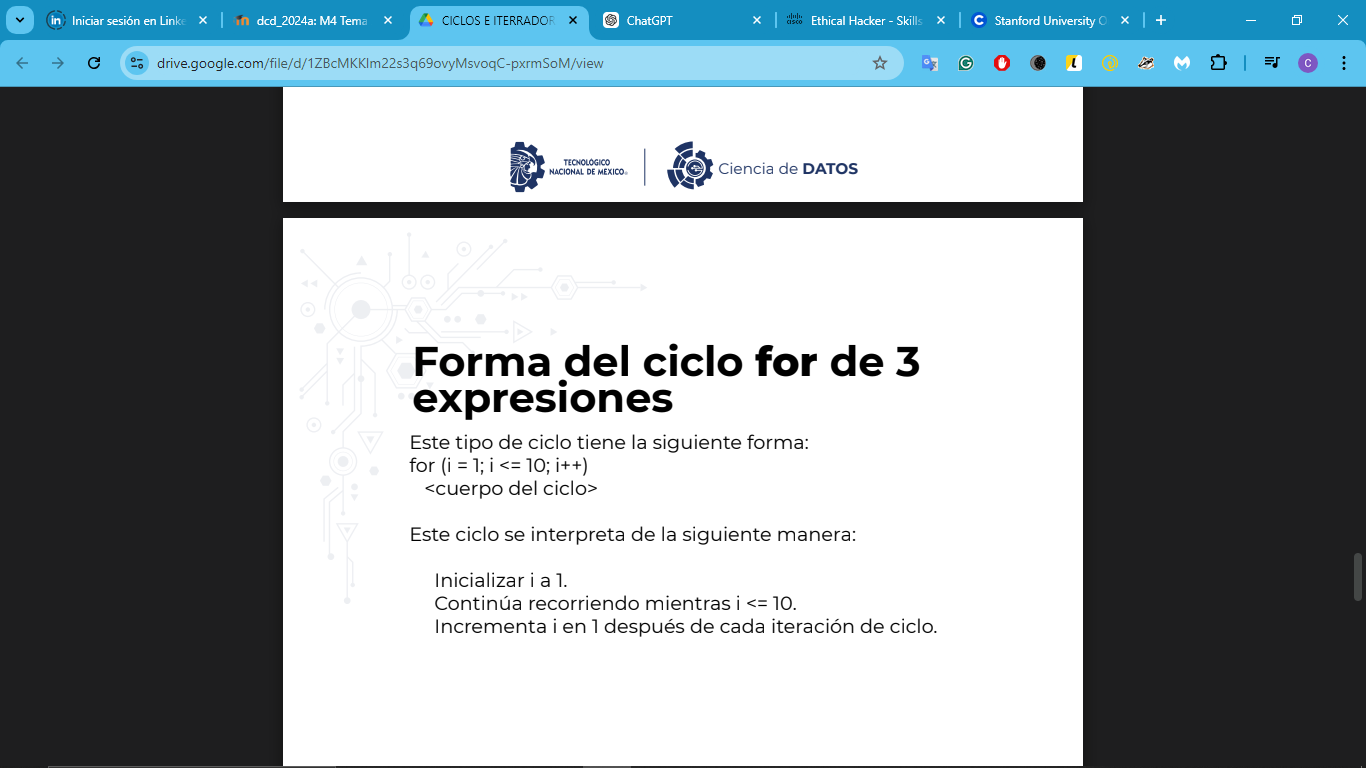 Iniciar sesión en Linke
dcd_2024a: M4 Tema
CICLOS E ITERRADOR
ChatGPT
Ethical Hacker - Skills
Stanford University O
drive.google.com/file/d/1ZBcMKKlm22s3q69ovyMsvoqC-pxrmSoM/view
C
TECNOLÓGICO
NACIONAL DE MÉXICO
Ciencia de DATOS
Forma del ciclo for de 3
expresiones
Este tipo de ciclo tiene la siguiente forma:
for (i = 1; i <= 10; i++)
<cuerpo del ciclo>
Este ciclo se interpreta de la siguiente manera:
Inicializar i a 1.
Continúa recorriendo mientras i <= 10.
Incrementa i en 1 después de cada iteración de ciclo.